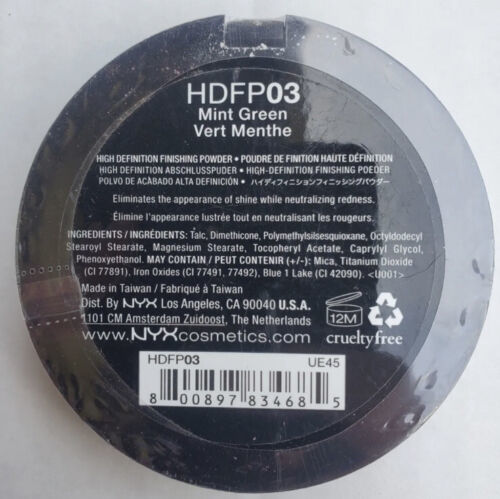 HDFP03
Mint Green
Vert Menthe
HIGH DEFINITION FINISHING POWDER • POUDRE DE FINITION HAUTE DÉFINITION
HIGH DEFINITION ABSCHLUSSPUDER • HIGH-DEFINITION FINISHING POEDER
POLVO DE ACABADO ALTA DEFINICIÓN • ハイディフィニションフィニッシングパウダー
Eliminates the appearance of shine while neutralizing redness.
Élimine l'appearance lustrée tout en neutralisant les rougeurs.
INGREDIENTS / INGRÉDIENTS: Talc, Dimethicone, Polymethylsilsesquioxane, Octyldodecyl
Stearoyl Stearate, Magnesium Stearate, Tocopheryl Acetate, Caprylyl Glycol,
Phenoxyethanol. MAY CONTAIN / PEUT CONTENIR (+/-): Mica, Titanium Dioxide
(CI 77891), Iron Oxides (CI 77491, 77492), Blue 1 Lake (CI 42090). <U001>
Made in Taiwan / Fabriqué à Taiwan
Dist. By NYX Los Angeles, CA 90040 U.S.A.
1101 CM Amsterdam Zuidoost, The Netherlands
www.NYXcosmetics.com
12M
crueltyfree
HDFP03 UE45
8 00897 83468 5